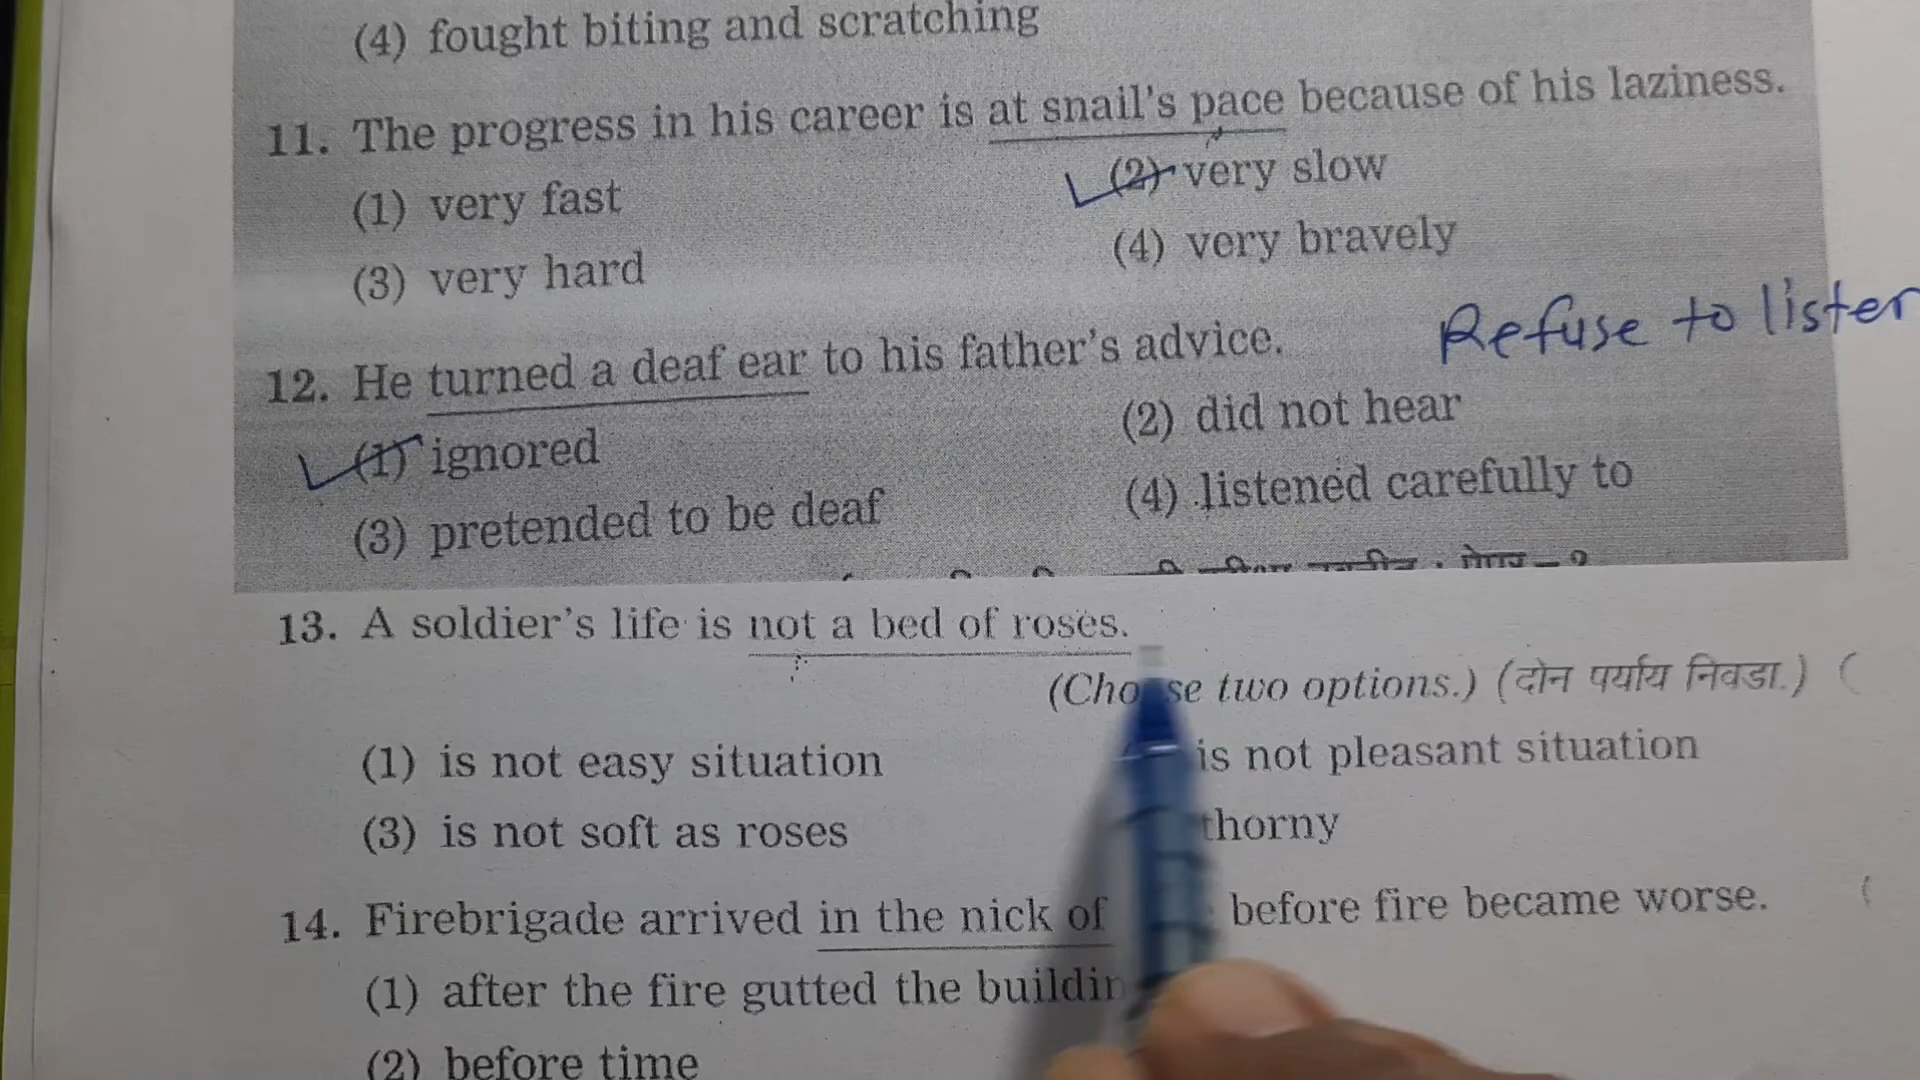 (4) fought biting and scratching
11. The progress in his career is at snail's pace because of his laziness.
(1) very fast (2) very slow
(3) very hard (4) very bravely
Refuse to lister
12. He turned a deaf ear to his father's advice.
(1) ignored (2) did not hear
(3) pretended to be deaf (4) listened carefully to
13. A soldier's life is not a bed of roses.
(Choose two options.) (दोन पर्याय निवडा.) (
(1) is not easy situation is not pleasant situation
(3) is not soft as roses thorny
14. Firebrigade arrived in the nick of before fire became worse.
(1) after the fire gutted the buildin
(2) before time